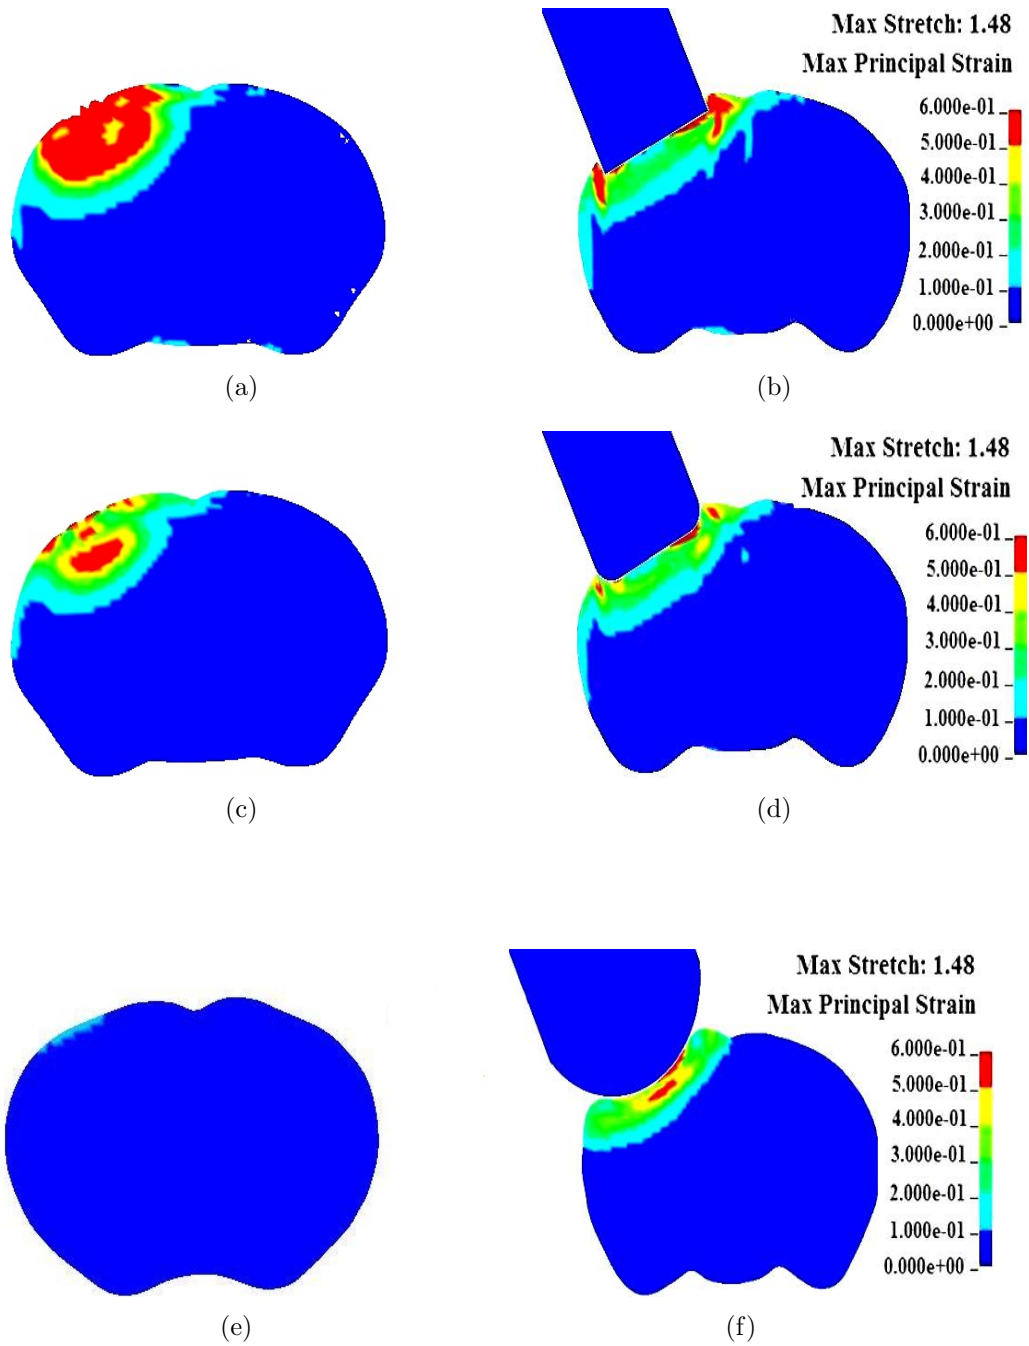 Max Stretch: 1.48
Max Principal Strain
6.000e-01
5.000e-01
4.000e-01
3.000e-01
2.000e-01
1.000e-01
0.000e+00
(a)
(b)
Max Stretch: 1.48
Max Principal Strain
6.000e-01
5.000e-01
4.000e-01
3.000e-01
2.000e-01
1.000e-01
0.000e+00
(c)
(d)
Max Stretch: 1.48
Max Principal Strain
6.000e-01
5.000e-01
4.000e-01
3.000e-01
2.000e-01
1.000e-01
0.000e+00
(e)
(f)